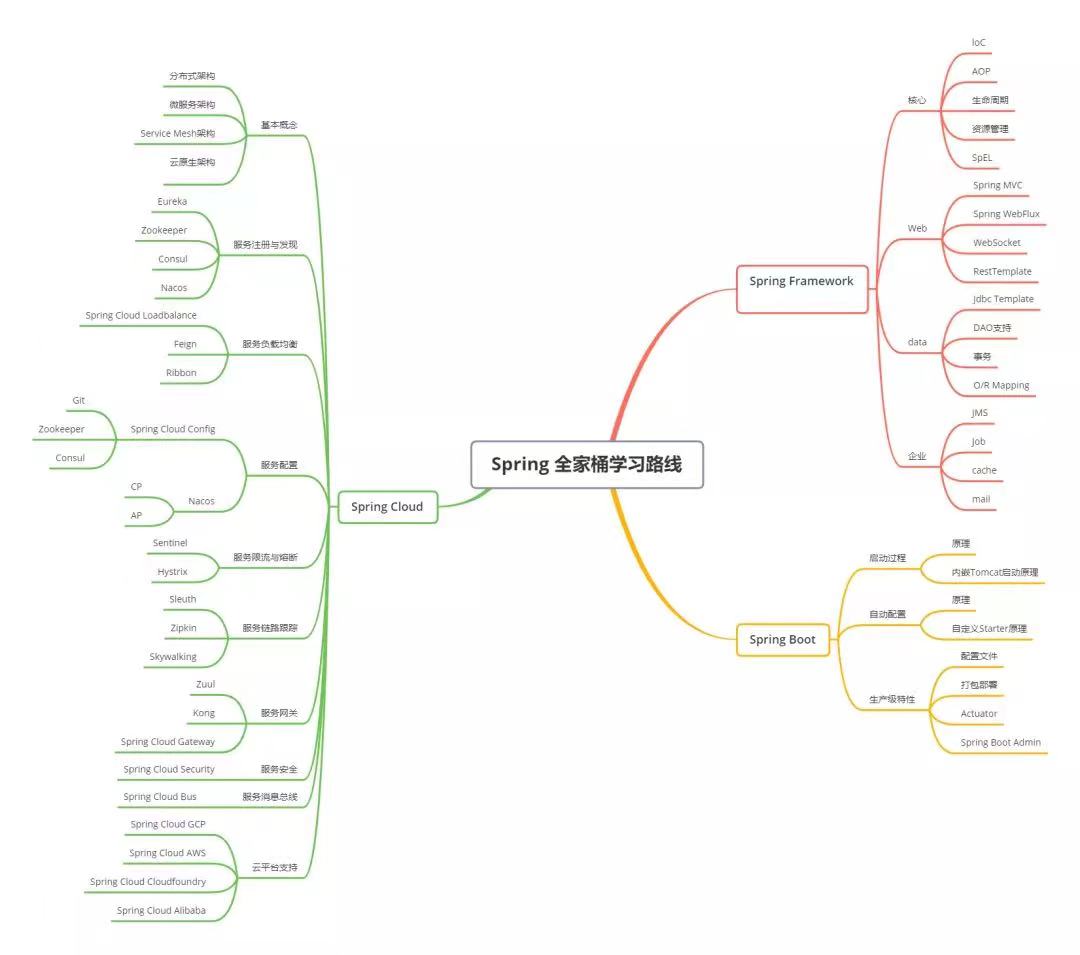 Spring 全家桶学习路线
Spring Framework
核心
IoC
AOP
生命周期
资源管理
SpEL
Web
Spring MVC
Spring WebFlux
WebSocket
RestTemplate
data
Jdbc Template
DAO支持
事务
O/R Mapping
企业
JMS
Job
cache
mail
Spring Boot
启动过程
原理
内嵌Tomcat启动原理
自动配置
原理
自定义Starter原理
生产级特性
配置文件
打包部署
Actuator
Spring Boot Admin
Spring Cloud
基本概念
分布式架构
微服务架构
Service Mesh架构
云原生架构
服务注册与发现
Eureka
Zookeeper
Consul
Nacos
服务负载均衡
Spring Cloud Loadbalance
Feign
Ribbon
服务配置
Spring Cloud Config
Git
Zookeeper
Consul
Nacos
CP
AP
服务限流与熔断
Sentinel
Hystrix
服务链路跟踪
Sleuth
Zipkin
Skywalking
服务网关
Zuul
Kong
Spring Cloud Gateway
服务安全
Spring Cloud Security
服务消息总线
Spring Cloud Bus
云平台支持
Spring Cloud GCP
Spring Cloud AWS
Spring Cloud Cloudfoundry
Spring Cloud Alibaba